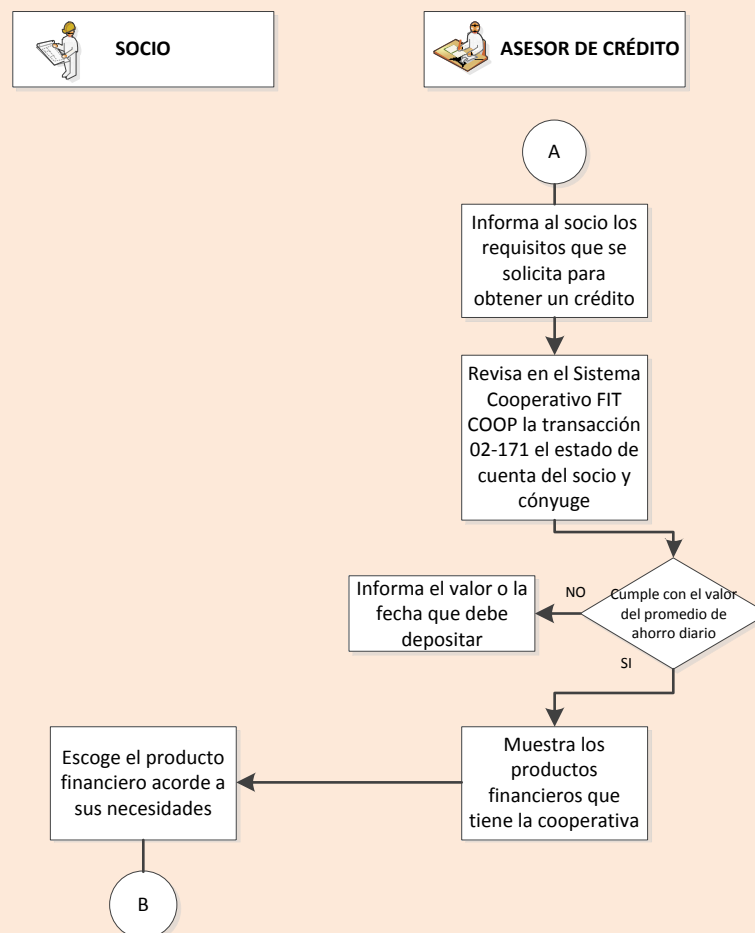 SOCIO
ASESOR DE CRÉDITO
A
Informa al socio los
requisitos que se
solicita para
obtener un crédito
Revisa en el Sistema
Cooperativo FIT
COOP la transacción
02-171 el estado de
cuenta del socio y
cónyuge
Cumple con el valor
del promedio de
ahorro diario
NO
Informa el valor o la
fecha que debe
depositar
SI
Muestra los
productos
financieros que
tiene la cooperativa
Escoge el producto
financiero acorde a
sus necesidades
B